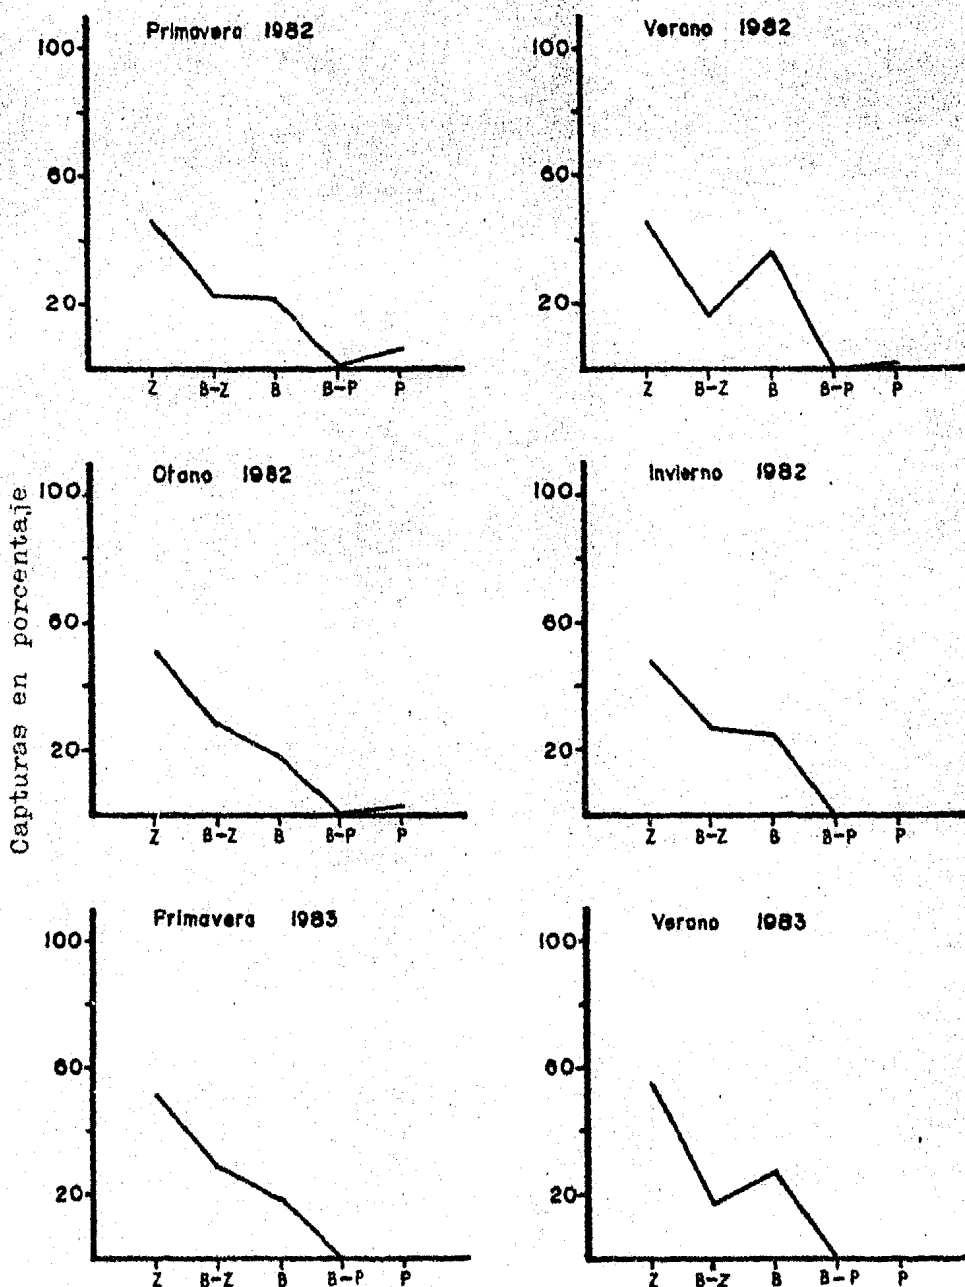 Capturas en porcentaje
Primavera 1982
100
60
20
Z B-Z B B-P P
Verano 1982
100
60
20
Z B-Z B B-P P
Otono 1982
100
60
20
Z B-Z B B-P P
Invierno 1982
100
60
20
Z B-Z B B-P P
Primavera 1983
100
60
20
Z B-Z B B-P P
Verano 1983
100
60
20
Z B-Z B B-P P